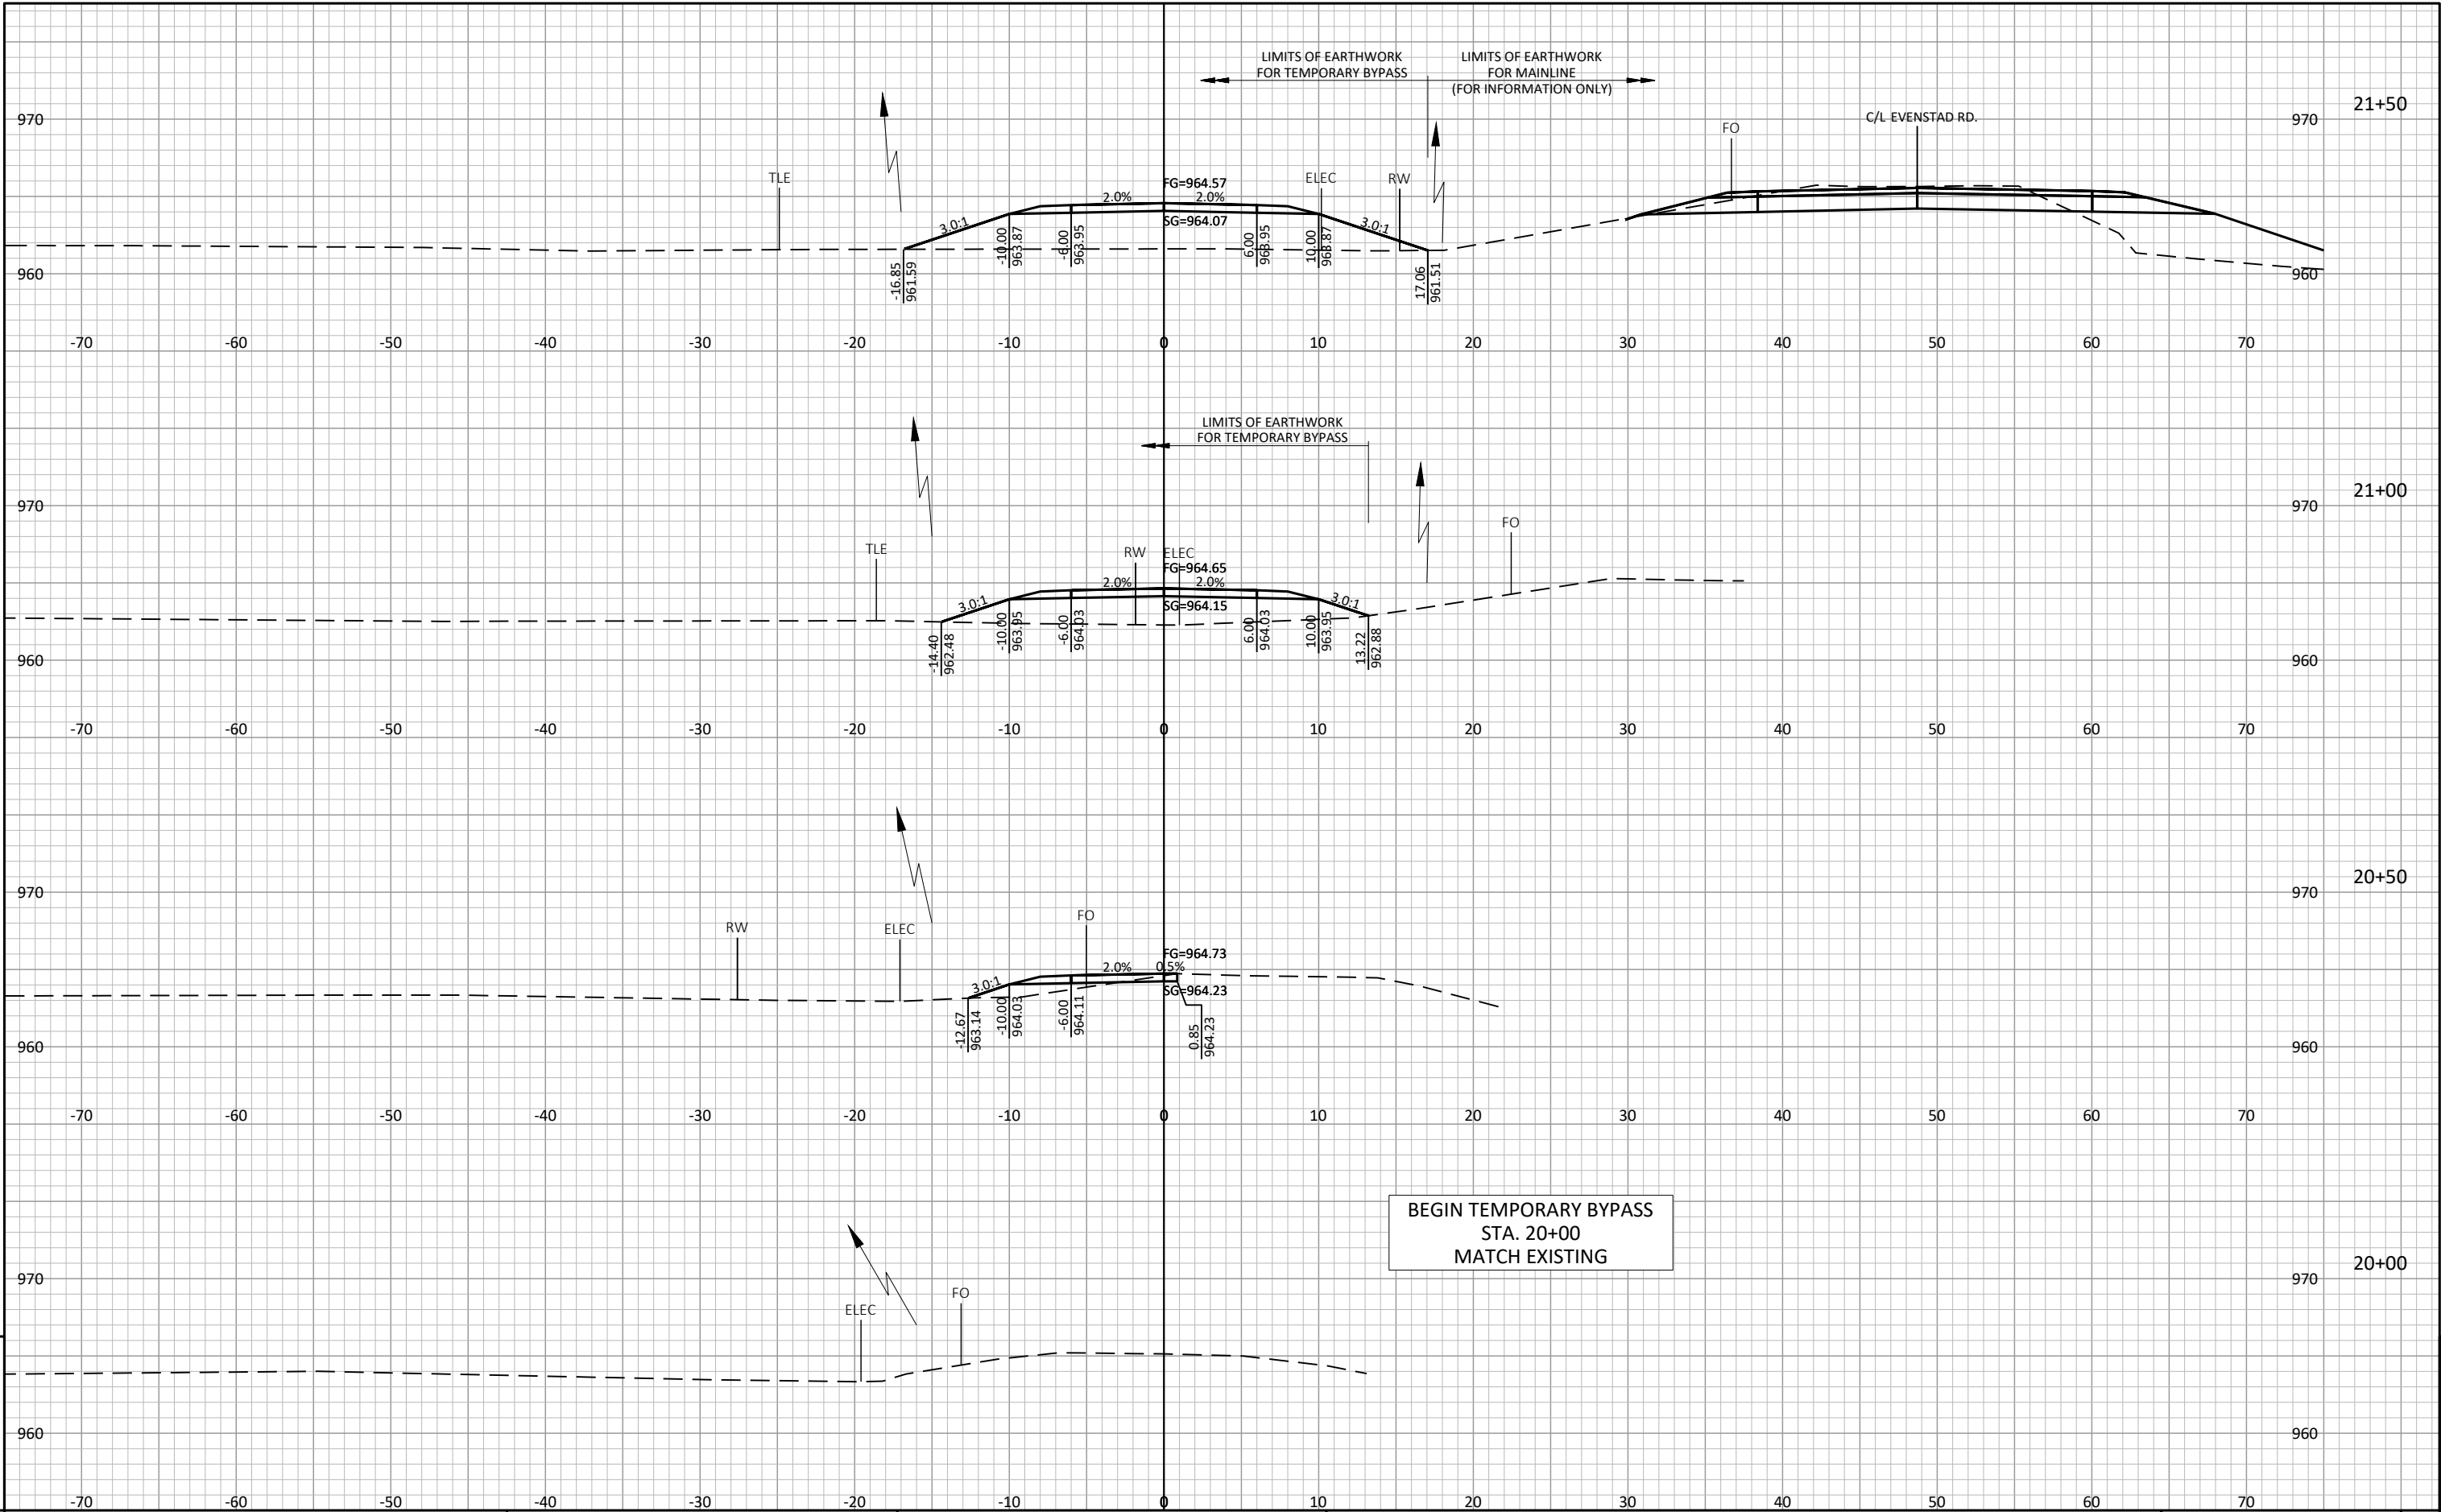 LIMITS OF EARTHWORK
FOR TEMPORARY BYPASS
LIMITS OF EARTHWORK
FOR MAINLINE
(FOR INFORMATION ONLY)
21+50
970
970
C/L EVENSTAD RD.
FO
TLE
ELEC
RW
FG=964.57
2.0%
2.0%
SG=964.07
3.0:1
3.0:1
-16.85
961.59
-10.00
963.87
-6.00
963.95
6.00
963.95
10.00
963.87
17.06
961.51
960
960
-70 -60 -50 -40 -30 -20 -10 0 10 20 30 40 50 60 70
LIMITS OF EARTHWORK
FOR TEMPORARY BYPASS
21+00
970
970
FO
TLE
RW
ELEC
FG=964.65
2.0%
2.0%
SG=964.15
3.0:1
3.0:1
-14.40
962.48
-10.00
963.95
-6.00
964.03
6.00
964.03
10.00
963.95
13.22
962.88
960
960
-70 -60 -50 -40 -30 -20 -10 0 10 20 30 40 50 60 70
20+50
970
970
RW
ELEC
FO
FG=964.73
2.0%
0.5%
SG=964.23
3.0:1
-12.67
963.14
-10.00
964.03
-6.00
964.11
0.85
964.23
960
960
-70 -60 -50 -40 -30 -20 -10 0 10 20 30 40 50 60 70
BEGIN TEMPORARY BYPASS
STA. 20+00
MATCH EXISTING
20+00
970
970
ELEC
FO
960
960
-70 -60 -50 -40 -30 -20 -10 0 10 20 30 40 50 60 70